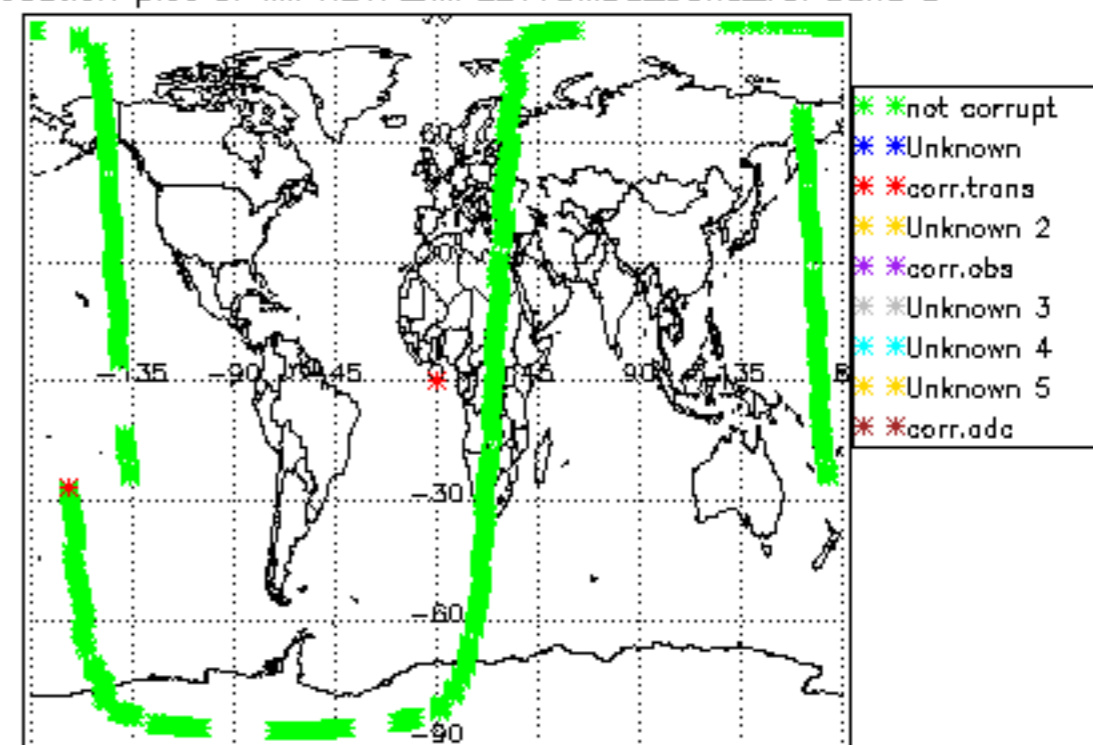 not corrupt
Unknown
corr.trans
Unknown 2
corr.obs
Unknown 3
Unknown 4
Unknown 5
corr.adc
60
-135 -90 45 90 135
-30
-60
-90